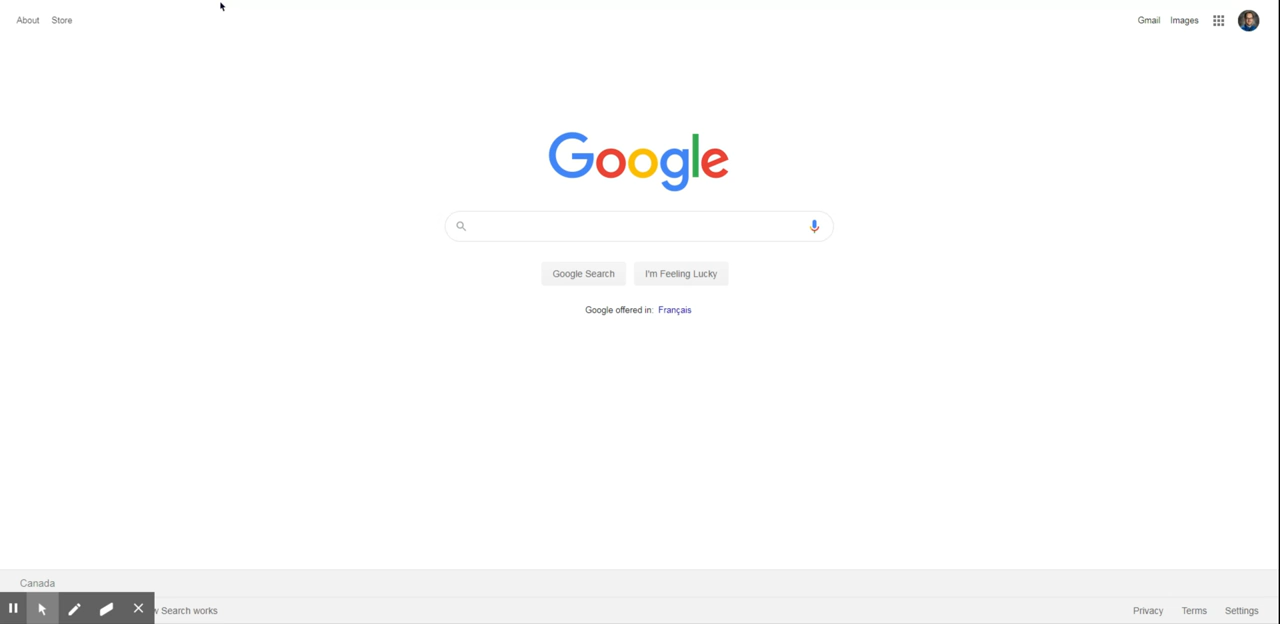 About Store
Gmail Images
Google
Google Search I'm Feeling Lucky
Google offered in: Français
Canada
Search works
Privacy Terms Settings